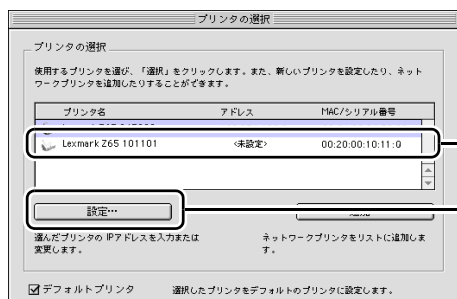 プリンタの選択
プリンタの選択
使用するプリンタを選び、「選択」をクリックします。また、新しいプリンタを設定したり、ネット
ワークプリンタを追加したりすることができます。
プリンタ名 アドレス MAC/シリアル番号
Lexmark Z65 101101 <未設定> 00:20:00:10:11:0
設定…
選んだプリンタの IPアドレスを入力または
変更します。
ネットワークプリンタをリストに追加しま
す。
デフォルトプリンタ 選択したプリンタをデフォルトのプリンタに設定します。